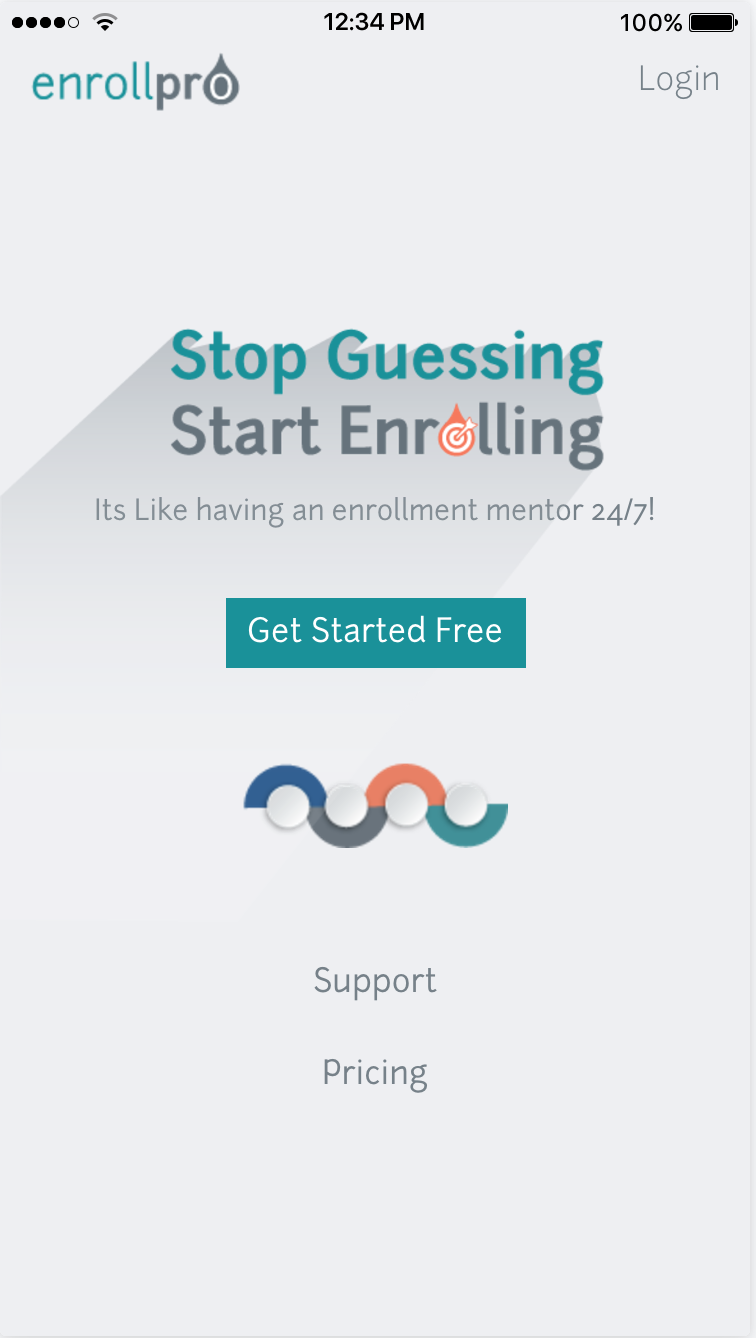 12:34 PM
100%
enrollpro
Login
Stop Guessing
Start Enrolling
Its Like having an enrollment mentor 24/7!
Get Started Free
Support
Pricing